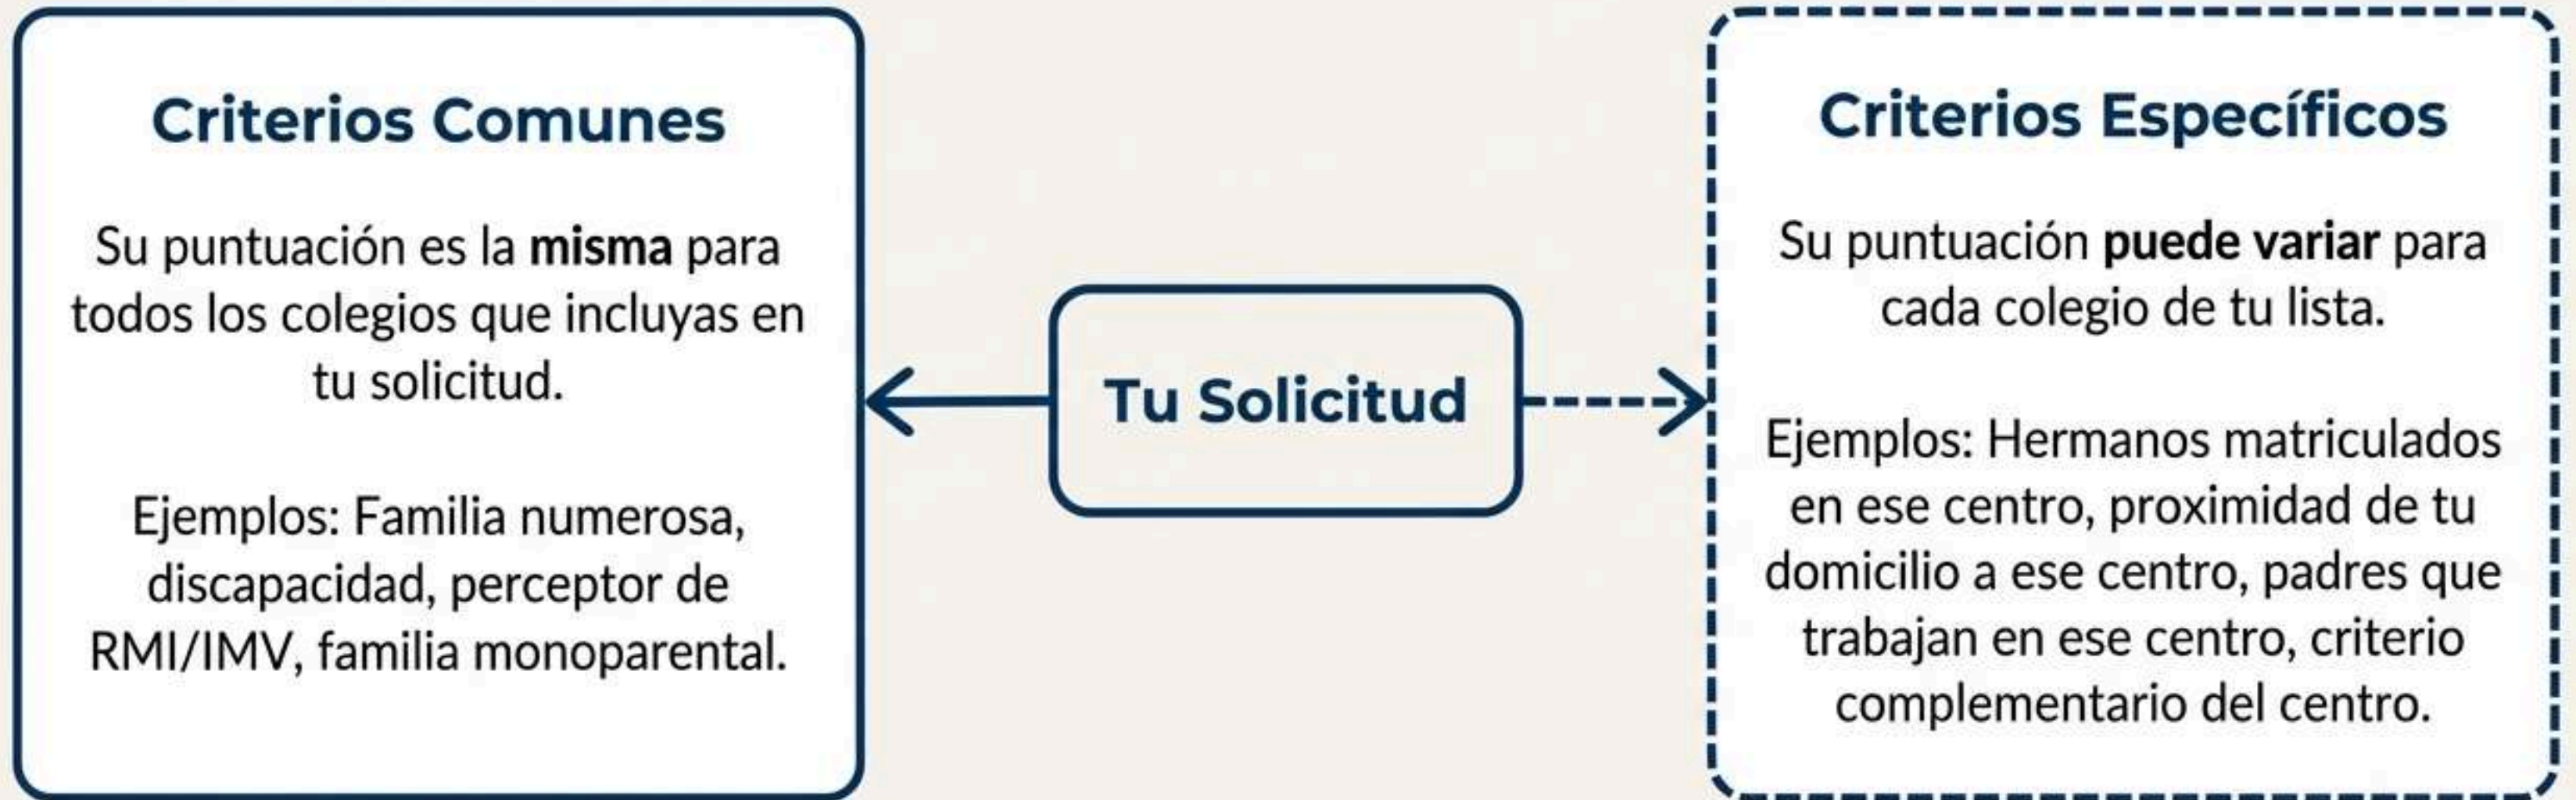 Criterios Comunes
Su puntuación es la misma para
todos los colegios que incluyas en
tu solicitud.
Ejemplos: Familia numerosa,
discapacidad, perceptor de
RMI/IMV, familia monoparental.
Tu Solicitud
Criterios Específicos
Su puntuación puede variar para
cada colegio de tu lista.
Ejemplos: Hermanos matriculados
en ese centro, proximidad de tu
domicilio a ese centro, padres que
trabajan en ese centro, criterio
complementario del centro.